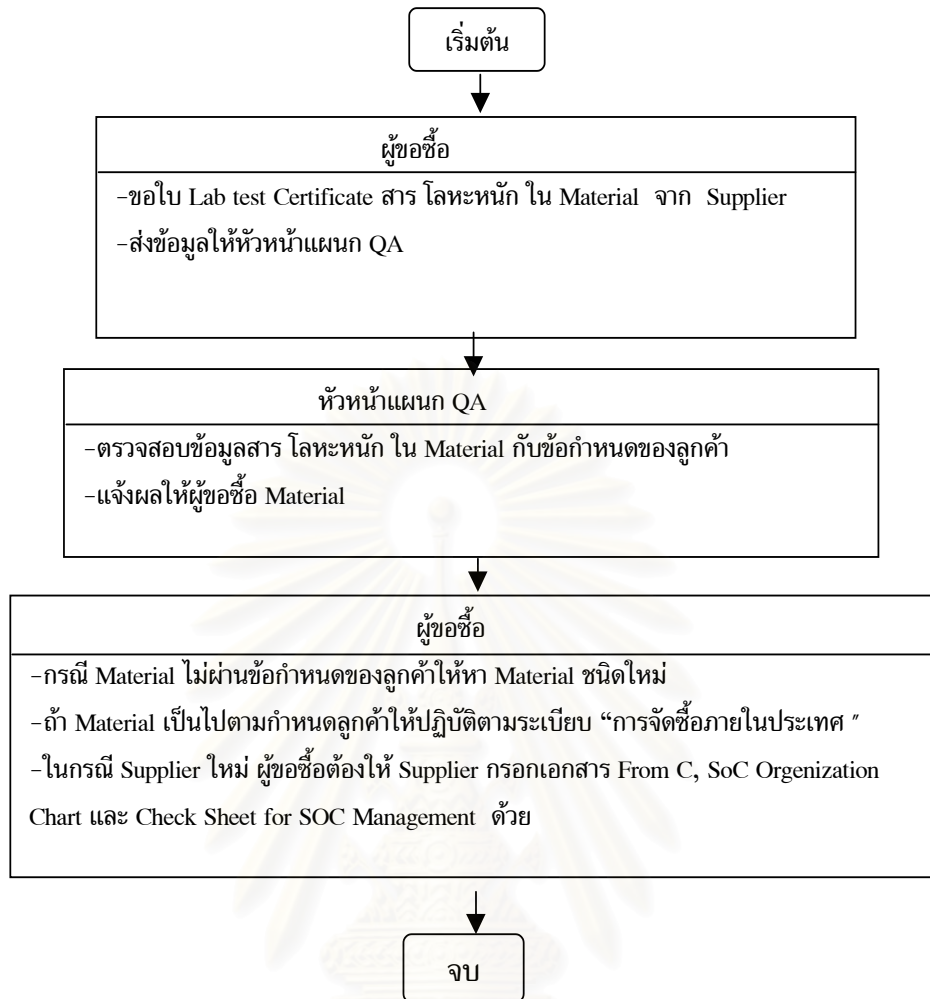 เริ่มต้น
ผู้ขอซื้อ
-ขอใบ Lab test Certificate สาร โลหะหนัก ใน Material จาก Supplier
-ส่งข้อมูลให้หัวหน้าแผนก QA
หัวหน้าแผนก QA
-ตรวจสอบข้อมูลสาร โลหะหนัก ใน Material กับข้อกำหนดของลูกค้า
-แจ้งผลให้ผู้ขอซื้อ Material
ผู้ขอซื้อ
-กรณี Material ไม่ผ่านข้อกำหนดของลูกค้าให้หา Material ชนิดใหม่
-ถ้า Material เป็นไปตามกำหนดลูกค้าให้ปฏิบัติตามระเบียบ “การจัดซื้อภายในประเทศ ”
-ในกรณี Supplier ใหม่ ผู้ขอซื้อต้องให้ Supplier กรอกเอกสาร From C, SoC Orgenization
Chart และ Check Sheet for SOC Management ด้วย
จบ